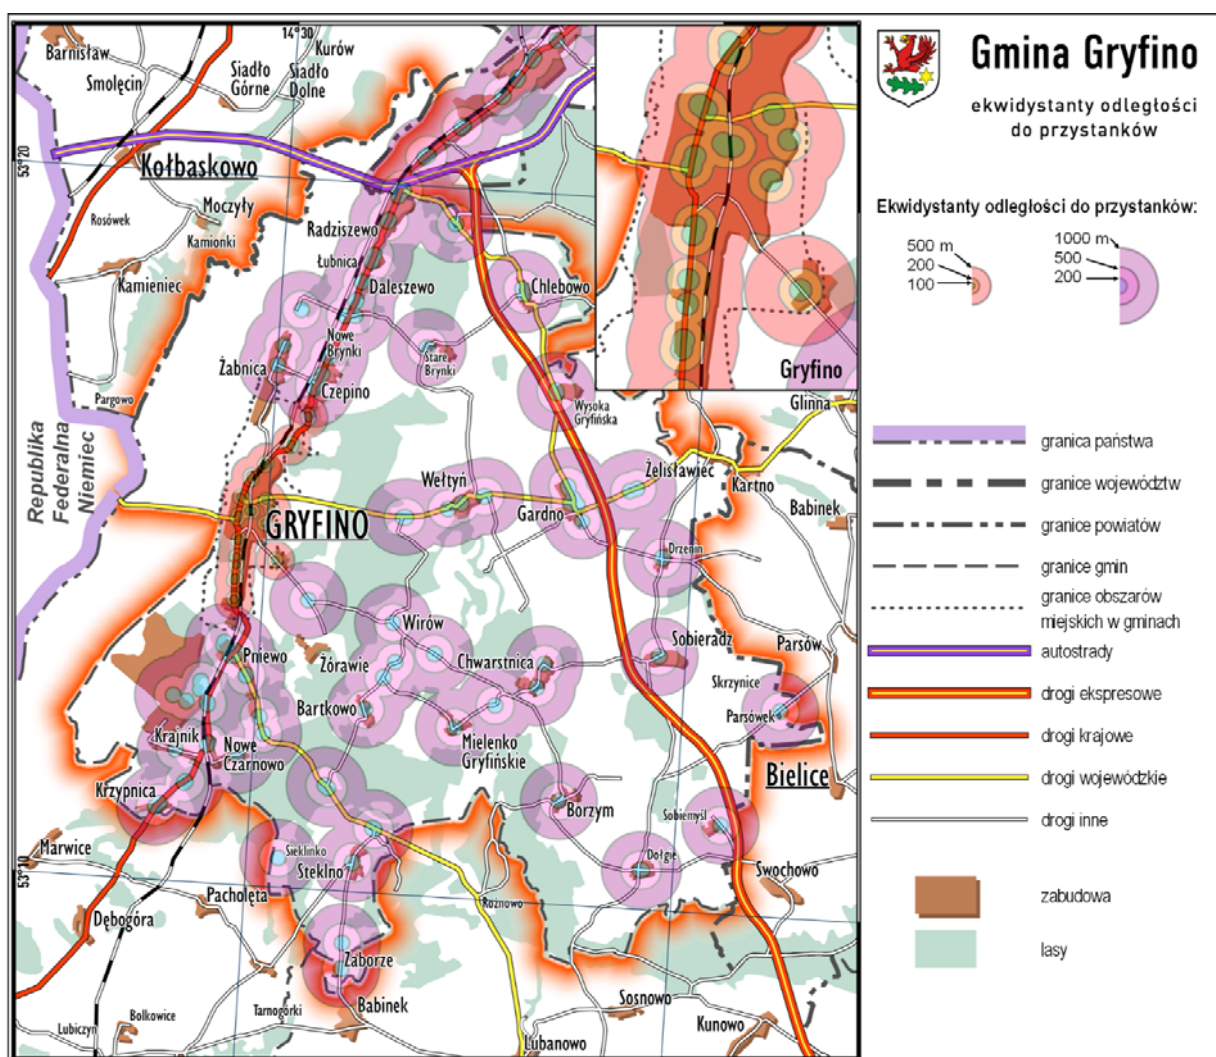 Gmina Gryfino
ekwidystanty odległości
do przystanków
Ekwidystanty odległości do przystanków:
500 m
200
100
1000 m
500
200
granica państwa
granice województw
granice powiatów
granice gmin
granice obszarów
miejskich w gminach
autostrady
drogi ekspresowe
drogi krajowe
drogi wojewódzkie
drogi inne
zabudowa
lasy
14°30
Barnisław
Kurów
Smolęcin
Siadło
Górne
Siadło
Dolne
53°20
Kołbaskowo
Rosówek
Moczyły
Kamionki
Radziszewo
Łubnica
Kamieniec
Daleszewo
Chlebowo
Nowe
Brynki
Stare
Brynki
Żabnica
Czepino
Pargowo
Wysoka
Gryfińska
Gryfino
Glinna
Republika
Federalna
Niemiec
Wełtyń
Żelisławiec
Kartno
Gardno
Babinek
GRYFINO
Drzenin
Wirów
Sobieradz
Parsów
Pniewo
Żórawie
Chwarstnica
Skrzynice
Bartkowo
Parsówek
Krajnik
Nowe
Czarnowo
Mielenko
Gryfińskie
Bielice
Krzypnica
Borzym
Sobiemyśl
Marwice
Sieklinko
Steklno
Dołgie
Swochowo
53°10
Pacholęta
Rożnowo
Dębogóra
Zaborze
Babinek
Tarnogórki
Sosnowo
Lubiczyn
Bolkowice
Kunowo
Lubanowo